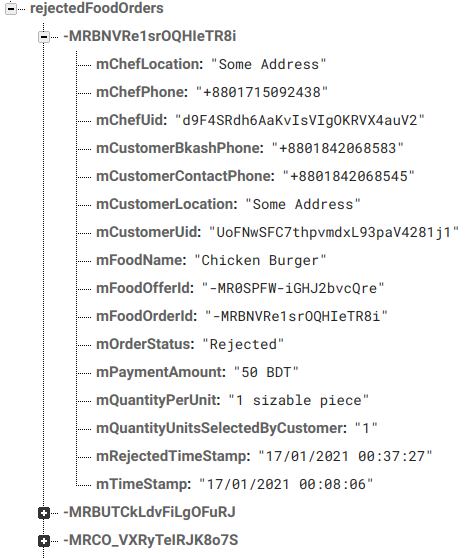 rejectedFoodOrders
-MRBNVRe1srOQHIeTR8i
mChefLocation: "Some Address"
mChefPhone: "+8801715092438"
mChefUid: "d9F4SRdh6AaKvIsVIgOKRVX4auV2"
mCustomerBkashPhone: "+8801842068583"
mCustomerContactPhone: "+8801842068545"
mCustomerLocation: "Some Address"
mCustomerUid: "UoFNwSFC7thpvmdxL93paV4281j1"
mFoodName: "Chicken Burger"
mFoodOfferId: "-MR0SPFW-iGHJ2bvcQre"
mFoodOrderId: "-MRBNVRe1srOQHIeTR8i"
mOrderStatus: "Rejected"
mPaymentAmount: "50 BDT"
mQuantityPerUnit: "1 sizable piece"
mQuantityUnitsSelectedByCustomer: "1"
mRejectedTimeStamp: "17/01/2021 00:37:27"
mTimeStamp: "17/01/2021 00:08:06"
-MRBUTCkLdvFiLgOFuRJ
-MRCO_VXRyTelRJK8o7S